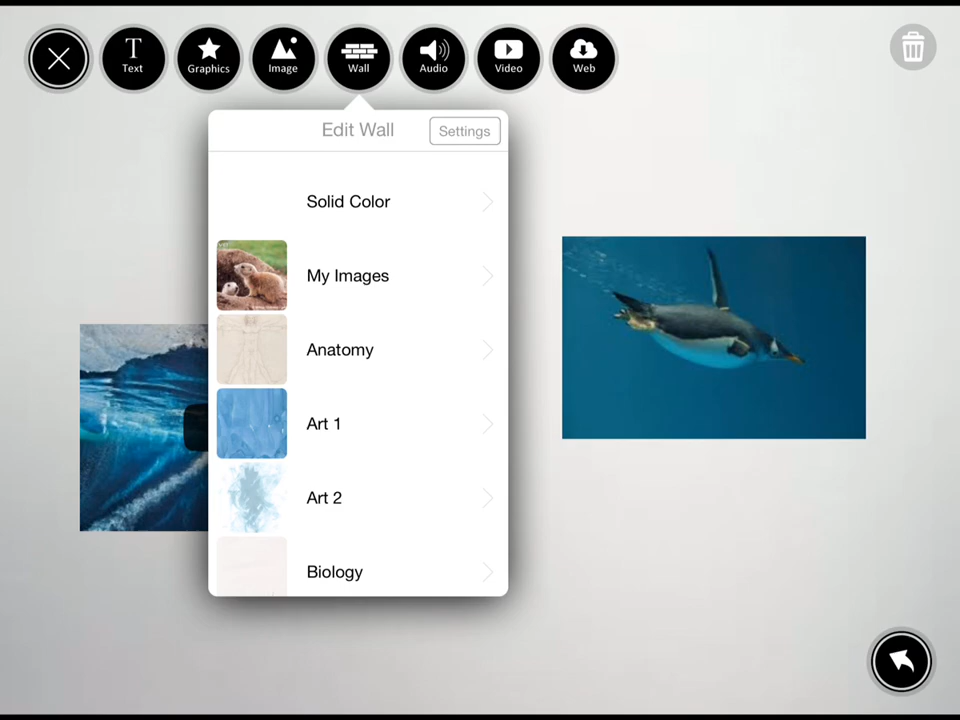 Text
Graphics
Image
Wall
Audio
Video
Web
Edit Wall
Settings
Solid Color
My Images
Anatomy
Art 1
Art 2
Biology